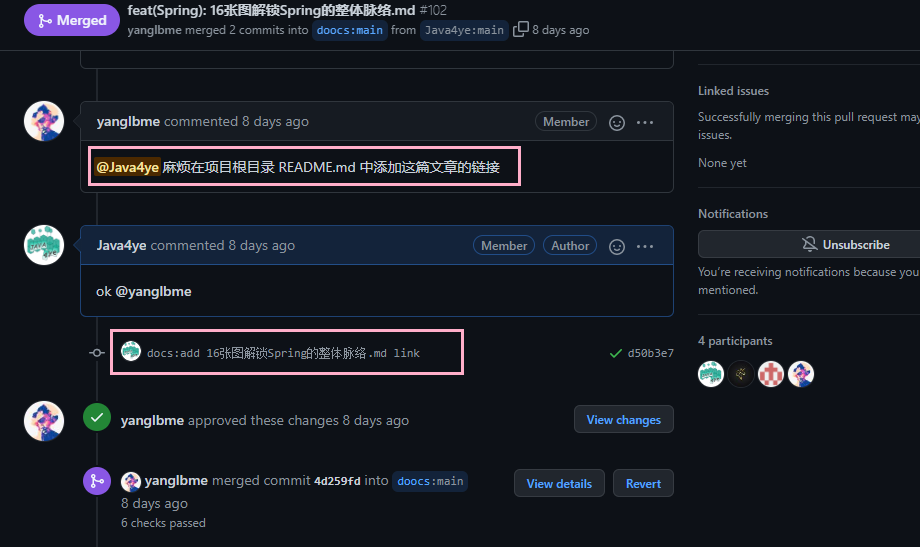 Merged
feat(Spring): 16张图解锁Spring的整体脉络.md #102
yanglbme merged 2 commits into doocs:main from Java4ye:main 8 days ago
yanglbme commented 8 days ago
Member
@Java4ye 麻烦在项目根目录 README.md 中添加这篇文章的链接
Java4ye commented 8 days ago
Member
Author
ok @yanglbme
docs:add 16张图解锁Spring的整体脉络.md link
d50b3e7
yanglbme approved these changes 8 days ago
View changes
yanglbme merged commit 4d259fd into doocs:main
8 days ago
6 checks passed
View details
Revert
Linked issues
Successfully merging this pull request may
issues.
None yet
Notifications
Unsubscribe
You're receiving notifications because you
mentioned.
4 participants